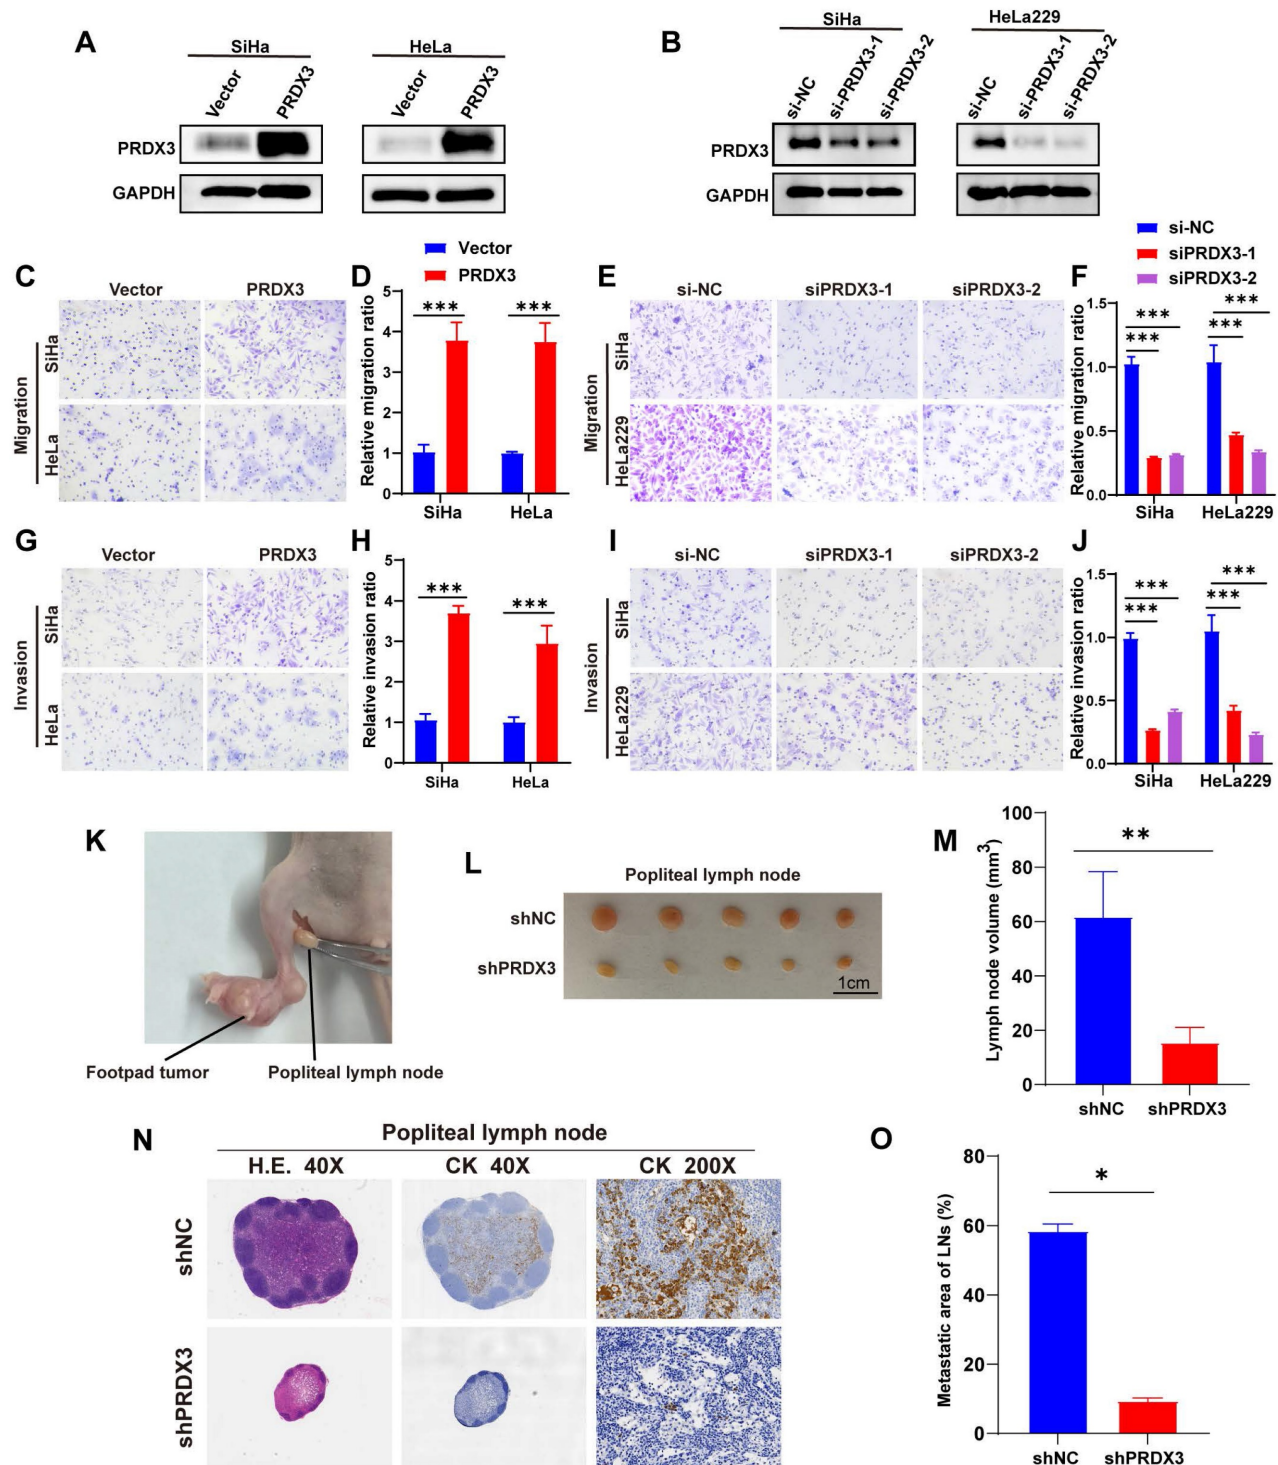 A
SiHa
HeLa
Vector
PRDX3
Vector
PRDX3
PRDX3
GAPDH
B
SiHa
HeLa229
si-NC
si-PRDX3-1
si-PRDX3-2
si-NC
si-PRDX3-1
si-PRDX3-2
PRDX3
GAPDH
C
Vector
PRDX3
Migration
SiHa
HeLa
D
Vector
PRDX3
Relative migration ratio
5
4
3
2
1
0
***
***
SiHa
HeLa
E
si-NC
siPRDX3-1
siPRDX3-2
Migration
SiHa
HeLa229
F
si-NC
siPRDX3-1
siPRDX3-2
Relative migration ratio
1.5
1.0
0.5
0.0
***
***
***
***
SiHa
HeLa229
G
Vector
PRDX3
Invasion
SiHa
HeLa
H
Relative invasion ratio
5
4
3
2
1
0
***
***
SiHa
HeLa
I
si-NC
siPRDX3-1
siPRDX3-2
Invasion
SiHa
HeLa229
J
Relative invasion ratio
1.5
1.0
0.5
0.0
***
***
***
***
SiHa
HeLa229
K
Footpad tumor
Popliteal lymph node
L
Popliteal lymph node
shNC
shPRDX3
1cm
M
Lymph node volume (mm3)
100
80
60
40
20
0
**
shNC
shPRDX3
N
Popliteal lymph node
H.E. 40X
CK 40X
CK 200X
shNC
shPRDX3
O
Metastatic area of LNs (%)
80
60
40
20
0
*
shNC
shPRDX3